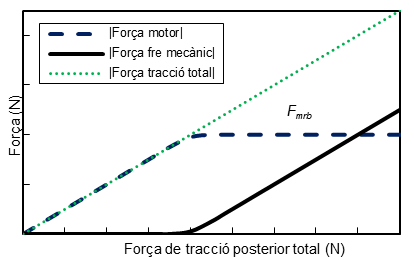 |Força motor|
|Força fre mecànic|
|Força tracció total|
Fmrb
Força (N)
Força de tracció posterior total (N)